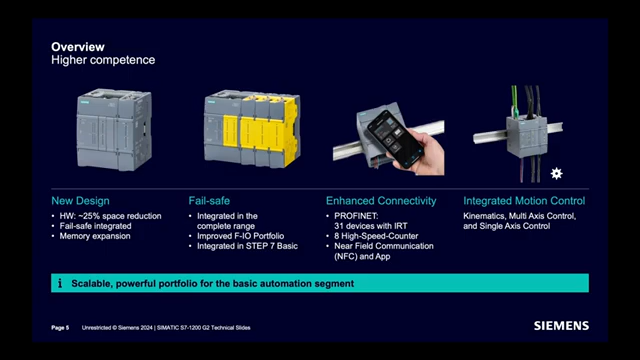 Overview
Higher competence
New Design
• HW: ~25% space reduction
• Fail-safe integrated
• Memory expansion
Fail-safe
• Integrated in the
complete range
• Improved F-IO Portfolio
• Integrated in STEP 7 Basic
Enhanced Connectivity
• PROFINET:
31 devices with IRT
• 8 High-Speed-Counter
• Near Field Communication
(NFC) and App
Integrated Motion Control
Kinematics, Multi Axis Control,
and Single Axis Control
i Scalable, powerful portfolio for the basic automation segment
Page 5 Unrestricted © Siemens 2024 | SIMATIC S7-1200 G2 Technical Slides
SIEMENS